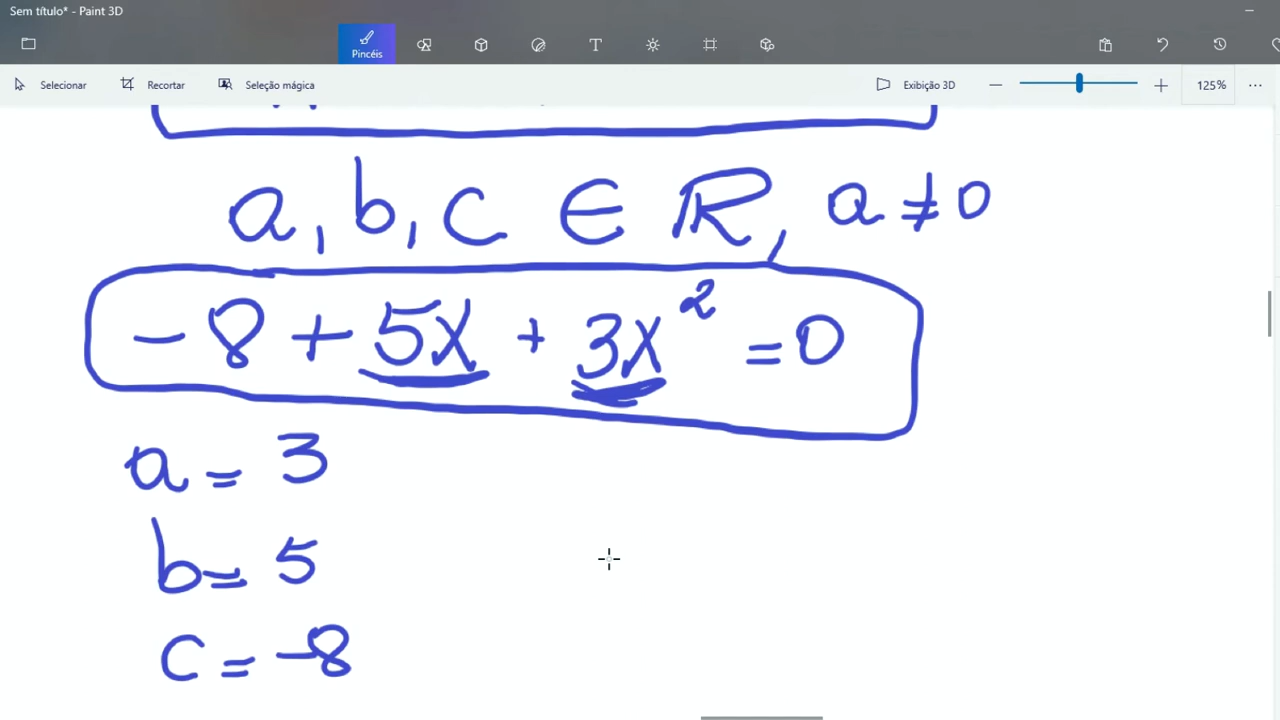 Sem título* - Paint 3D
Pincéis
Selecionar Recortar Seleção mágica Exibição 3D 125%
a, b, c ∈ ℝ, a ≠ 0
-8 + 5x + 3x² = 0
a = 3
b = 5
c = -8